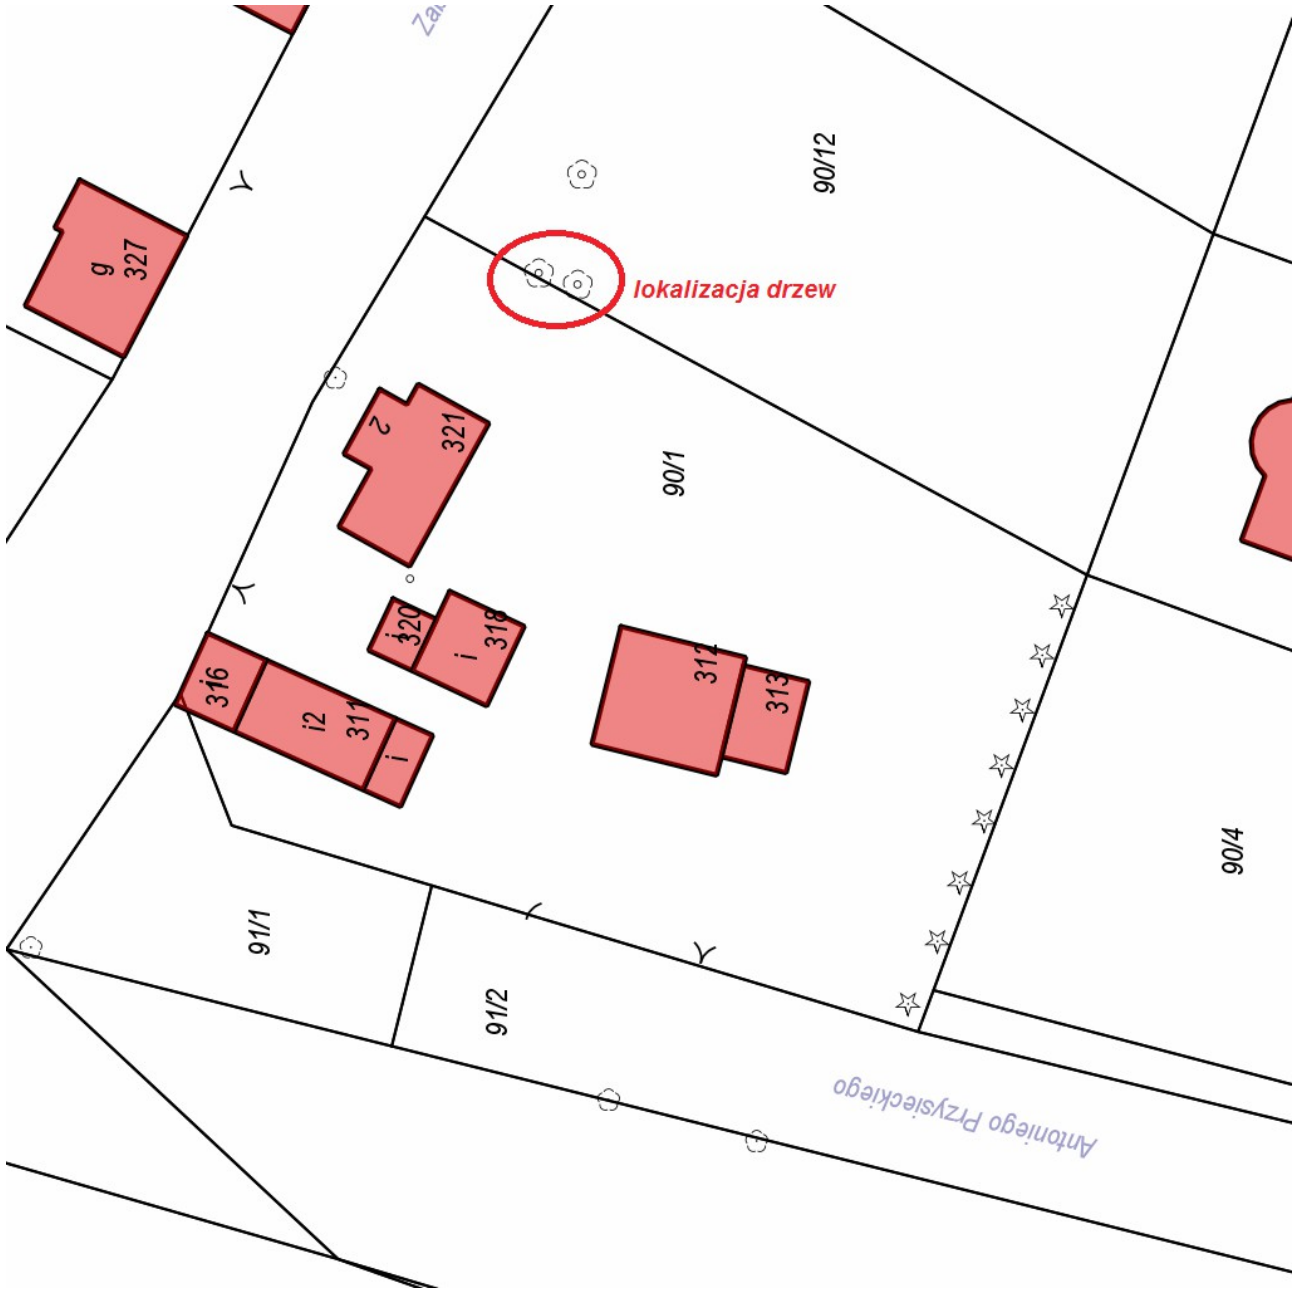 90/12
g
327
lokalizacja drzew
2
321
90/1
i
320
i
318
312
313
i
316
i2
311
i
90/4
91/1
91/2
Antoniego Przysieckiego